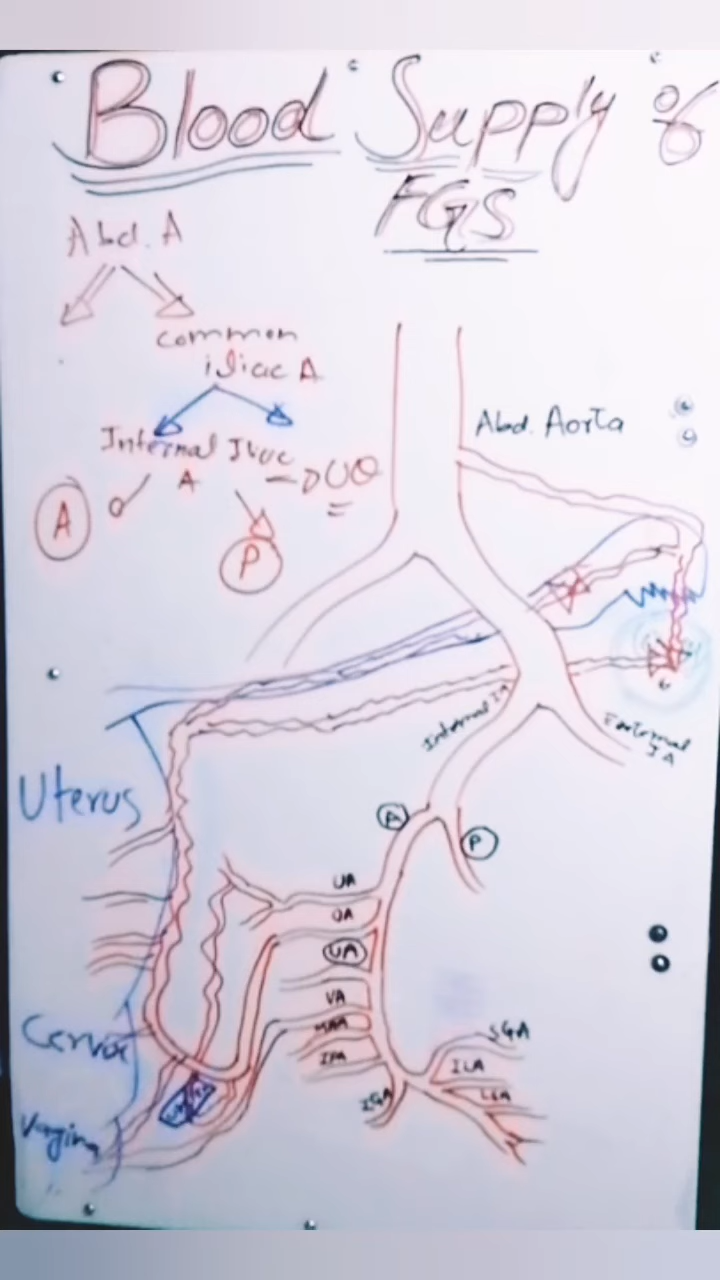 Blood Supply of
FGS
Abd. A
common
iliac A
Internal Iliac
A
A
P
Abd. Aorta
Internal IA
External
IA
Uterus
A
P
UA
OA
UA
VA
MRA
IPA
IGA
SGA
ILA
LSA
Cervix
Vagina